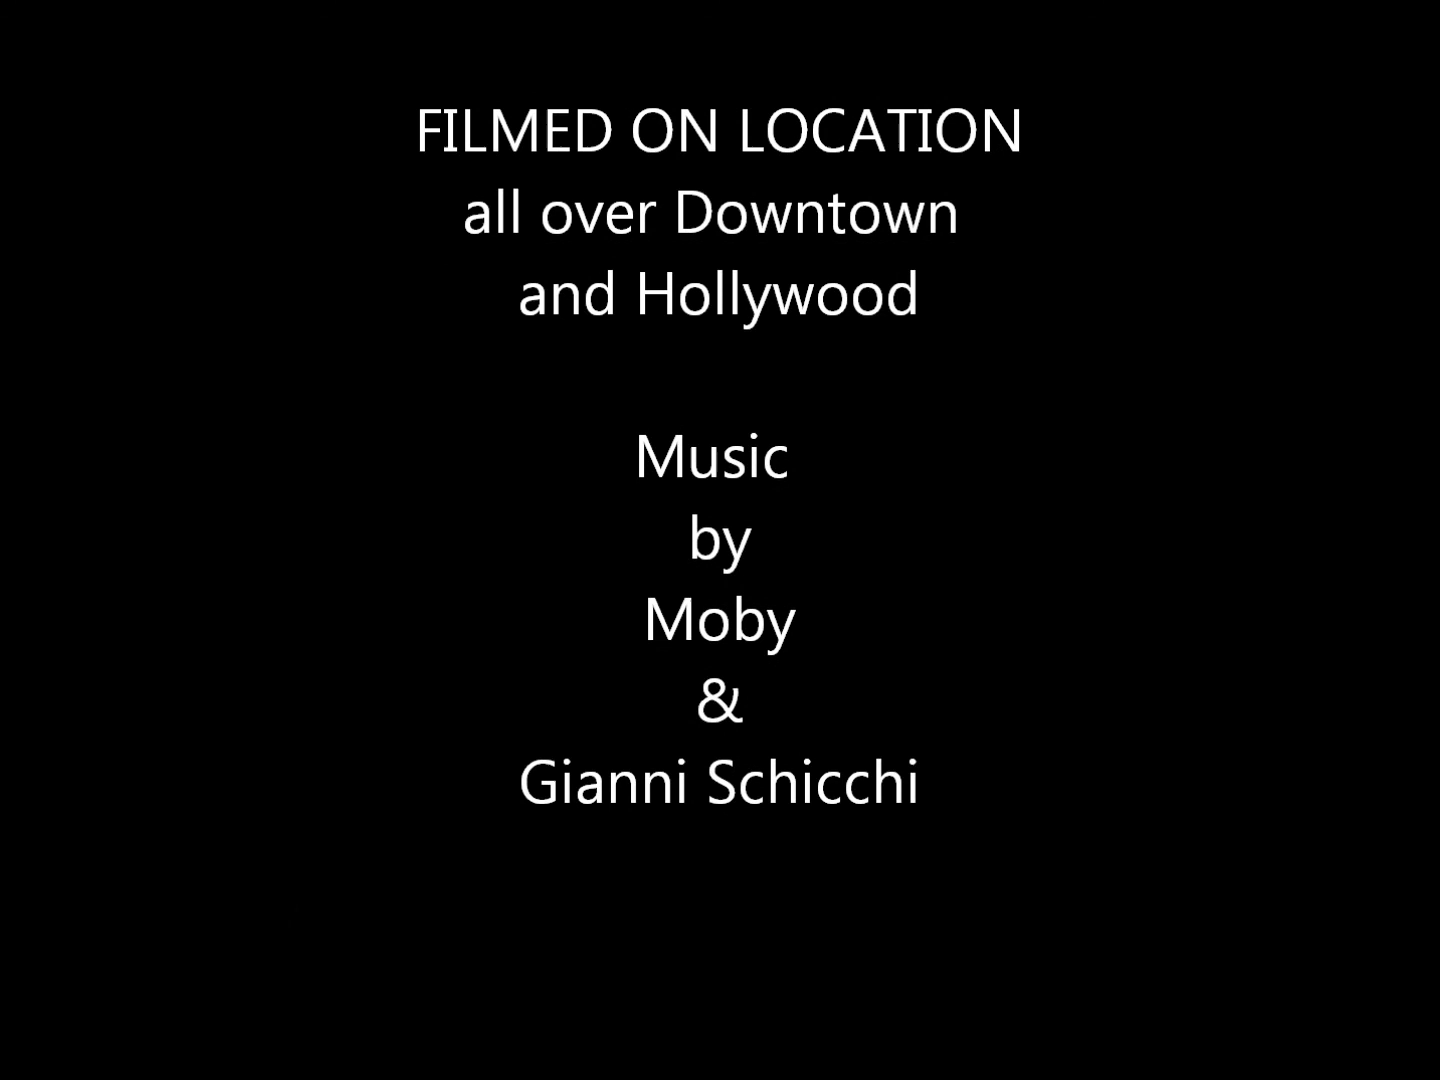 FILMED ON LOCATION
all over Downtown
and Hollywood
Music
by
Moby
&
Gianni Schicchi